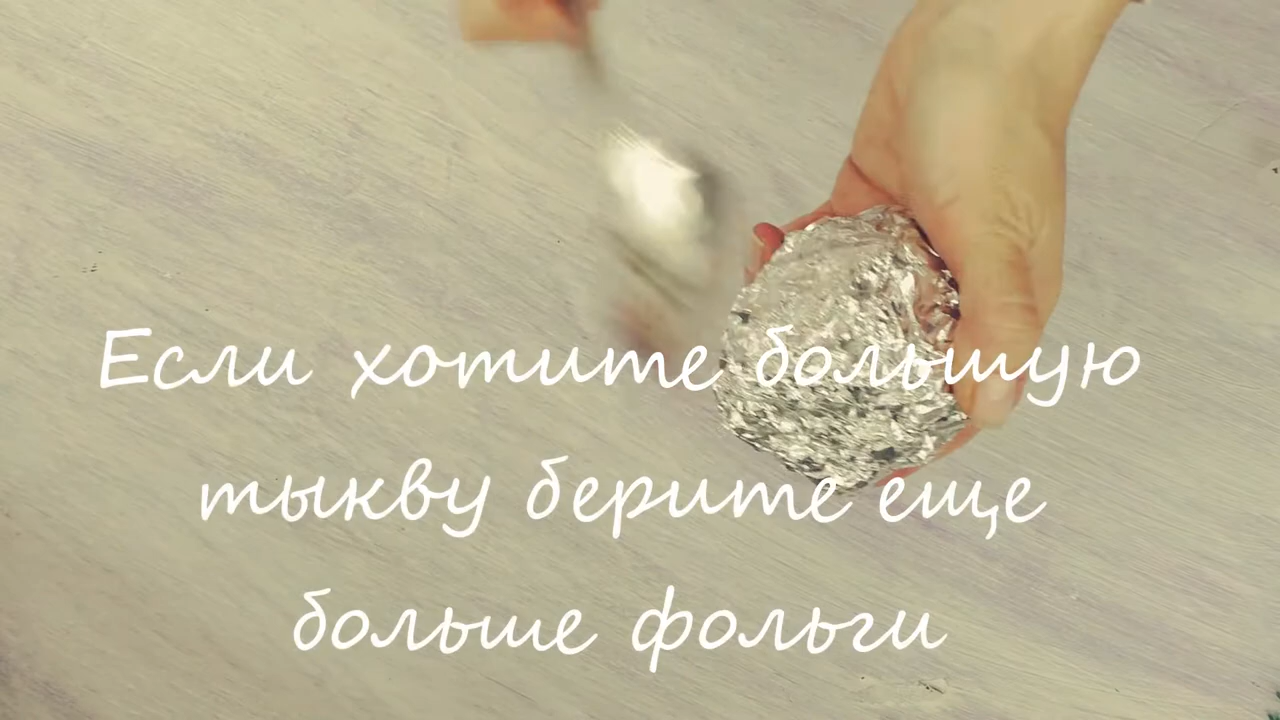 Если хотите большую
тыкву берите еще
больше фольги